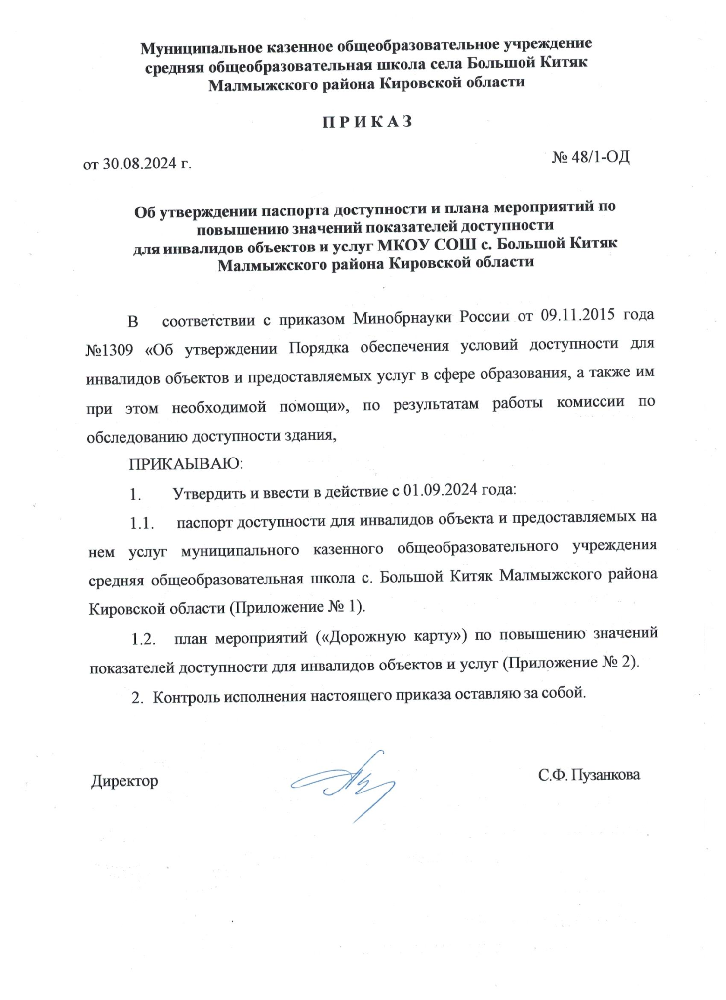 Муниципальное казенное общеобразовательное учреждение
средняя общеобразовательная школа села Большой Китяк
Малмыжского района Кировской области
П Р И К А З
от 30.08.2024 г.
№ 48/1-ОД
Об утверждении паспорта доступности и плана мероприятий по
повышению значений показателей доступности
для инвалидов объектов и услуг МКОУ СОШ с. Большой Китяк
Малмыжского района Кировской области
В соответствии с приказом Минобрнауки России от 09.11.2015 года
№1309 «Об утверждении Порядка обеспечения условий доступности для
инвалидов объектов и предоставляемых услуг в сфере образования, а также им
при этом необходимой помощи», по результатам работы комиссии по
обследованию доступности здания,
ПРИКАЫВАЮ:
1. Утвердить и ввести в действие с 01.09.2024 года:
1.1. паспорт доступности для инвалидов объекта и предоставляемых на
нем услуг муниципального казенного общеобразовательного учреждения
средняя общеобразовательная школа с. Большой Китяк Малмыжского района
Кировской области (Приложение № 1).
1.2. план мероприятий («Дорожную карту») по повышению значений
показателей доступности для инвалидов объектов и услуг (Приложение № 2).
2. Контроль исполнения настоящего приказа оставляю за собой.
Директор
С.Ф. Пузанкова